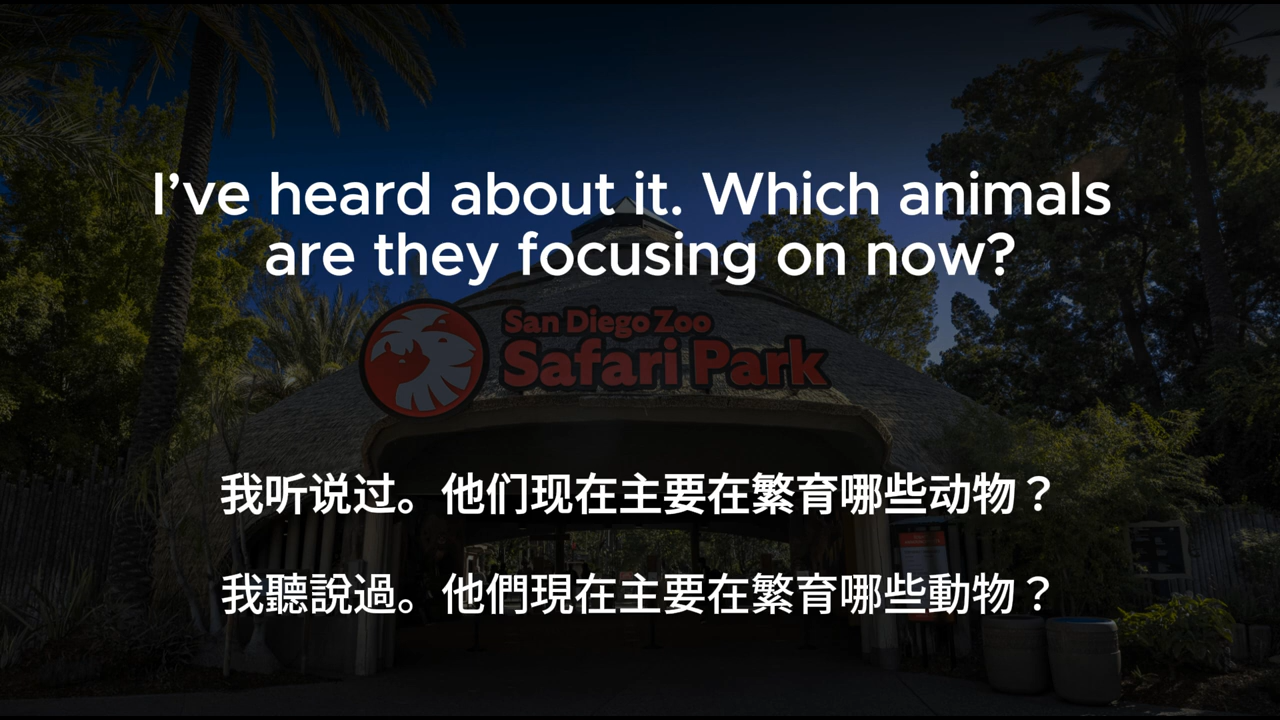 I’ve heard about it. Which animals
are they focusing on now?
San Diego Zoo
Safari Park
我听说过。他们现在主要在繁育哪些动物？
我聽說過。他們現在主要在繁育哪些動物？